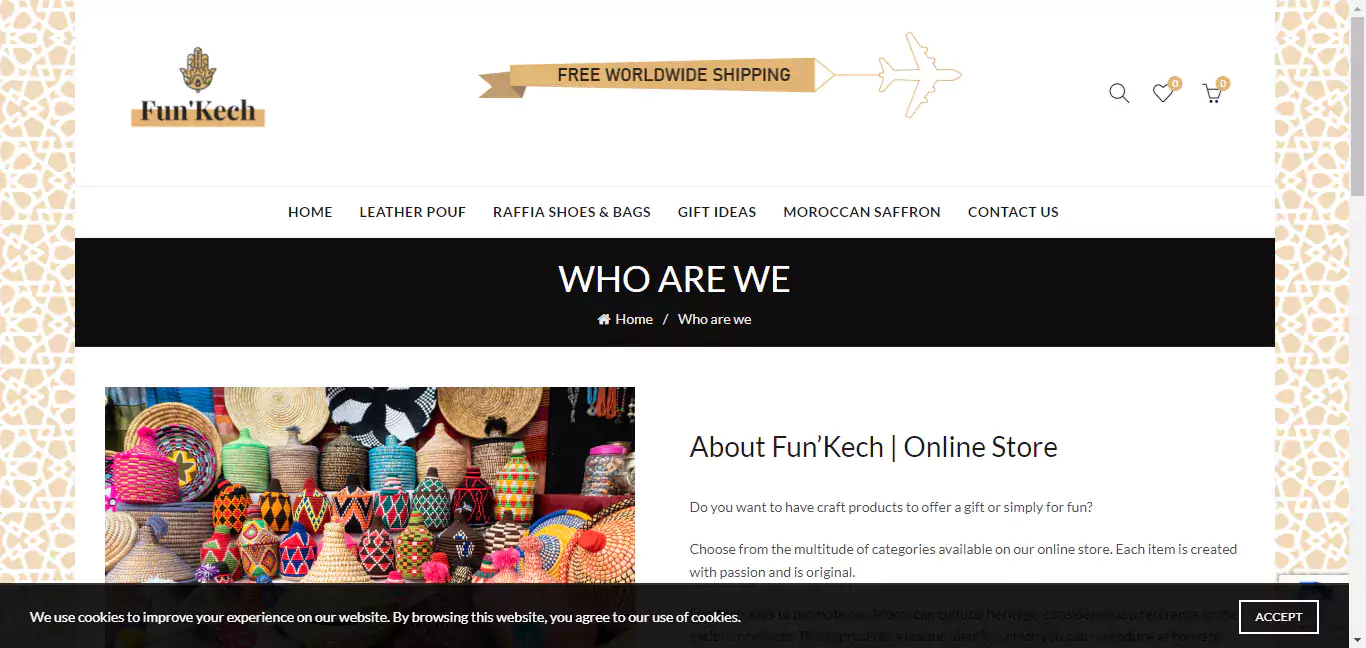 FREE WORLDWIDE SHIPPING
Fun'Kech
0
0
HOME LEATHER POUF RAFFIA SHOES & BAGS GIFT IDEAS MOROCCAN SAFFRON CONTACT US
WHO ARE WE
Home / Who are we
About Fun’Kech | Online Store
Do you want to have craft products to offer a gift or simply for fun?
Choose from the multitude of categories available on our online store. Each item is created
with passion and is original.
We use cookies to improve your experience on our website. By browsing this website, you agree to our use of cookies.
ACCEPT